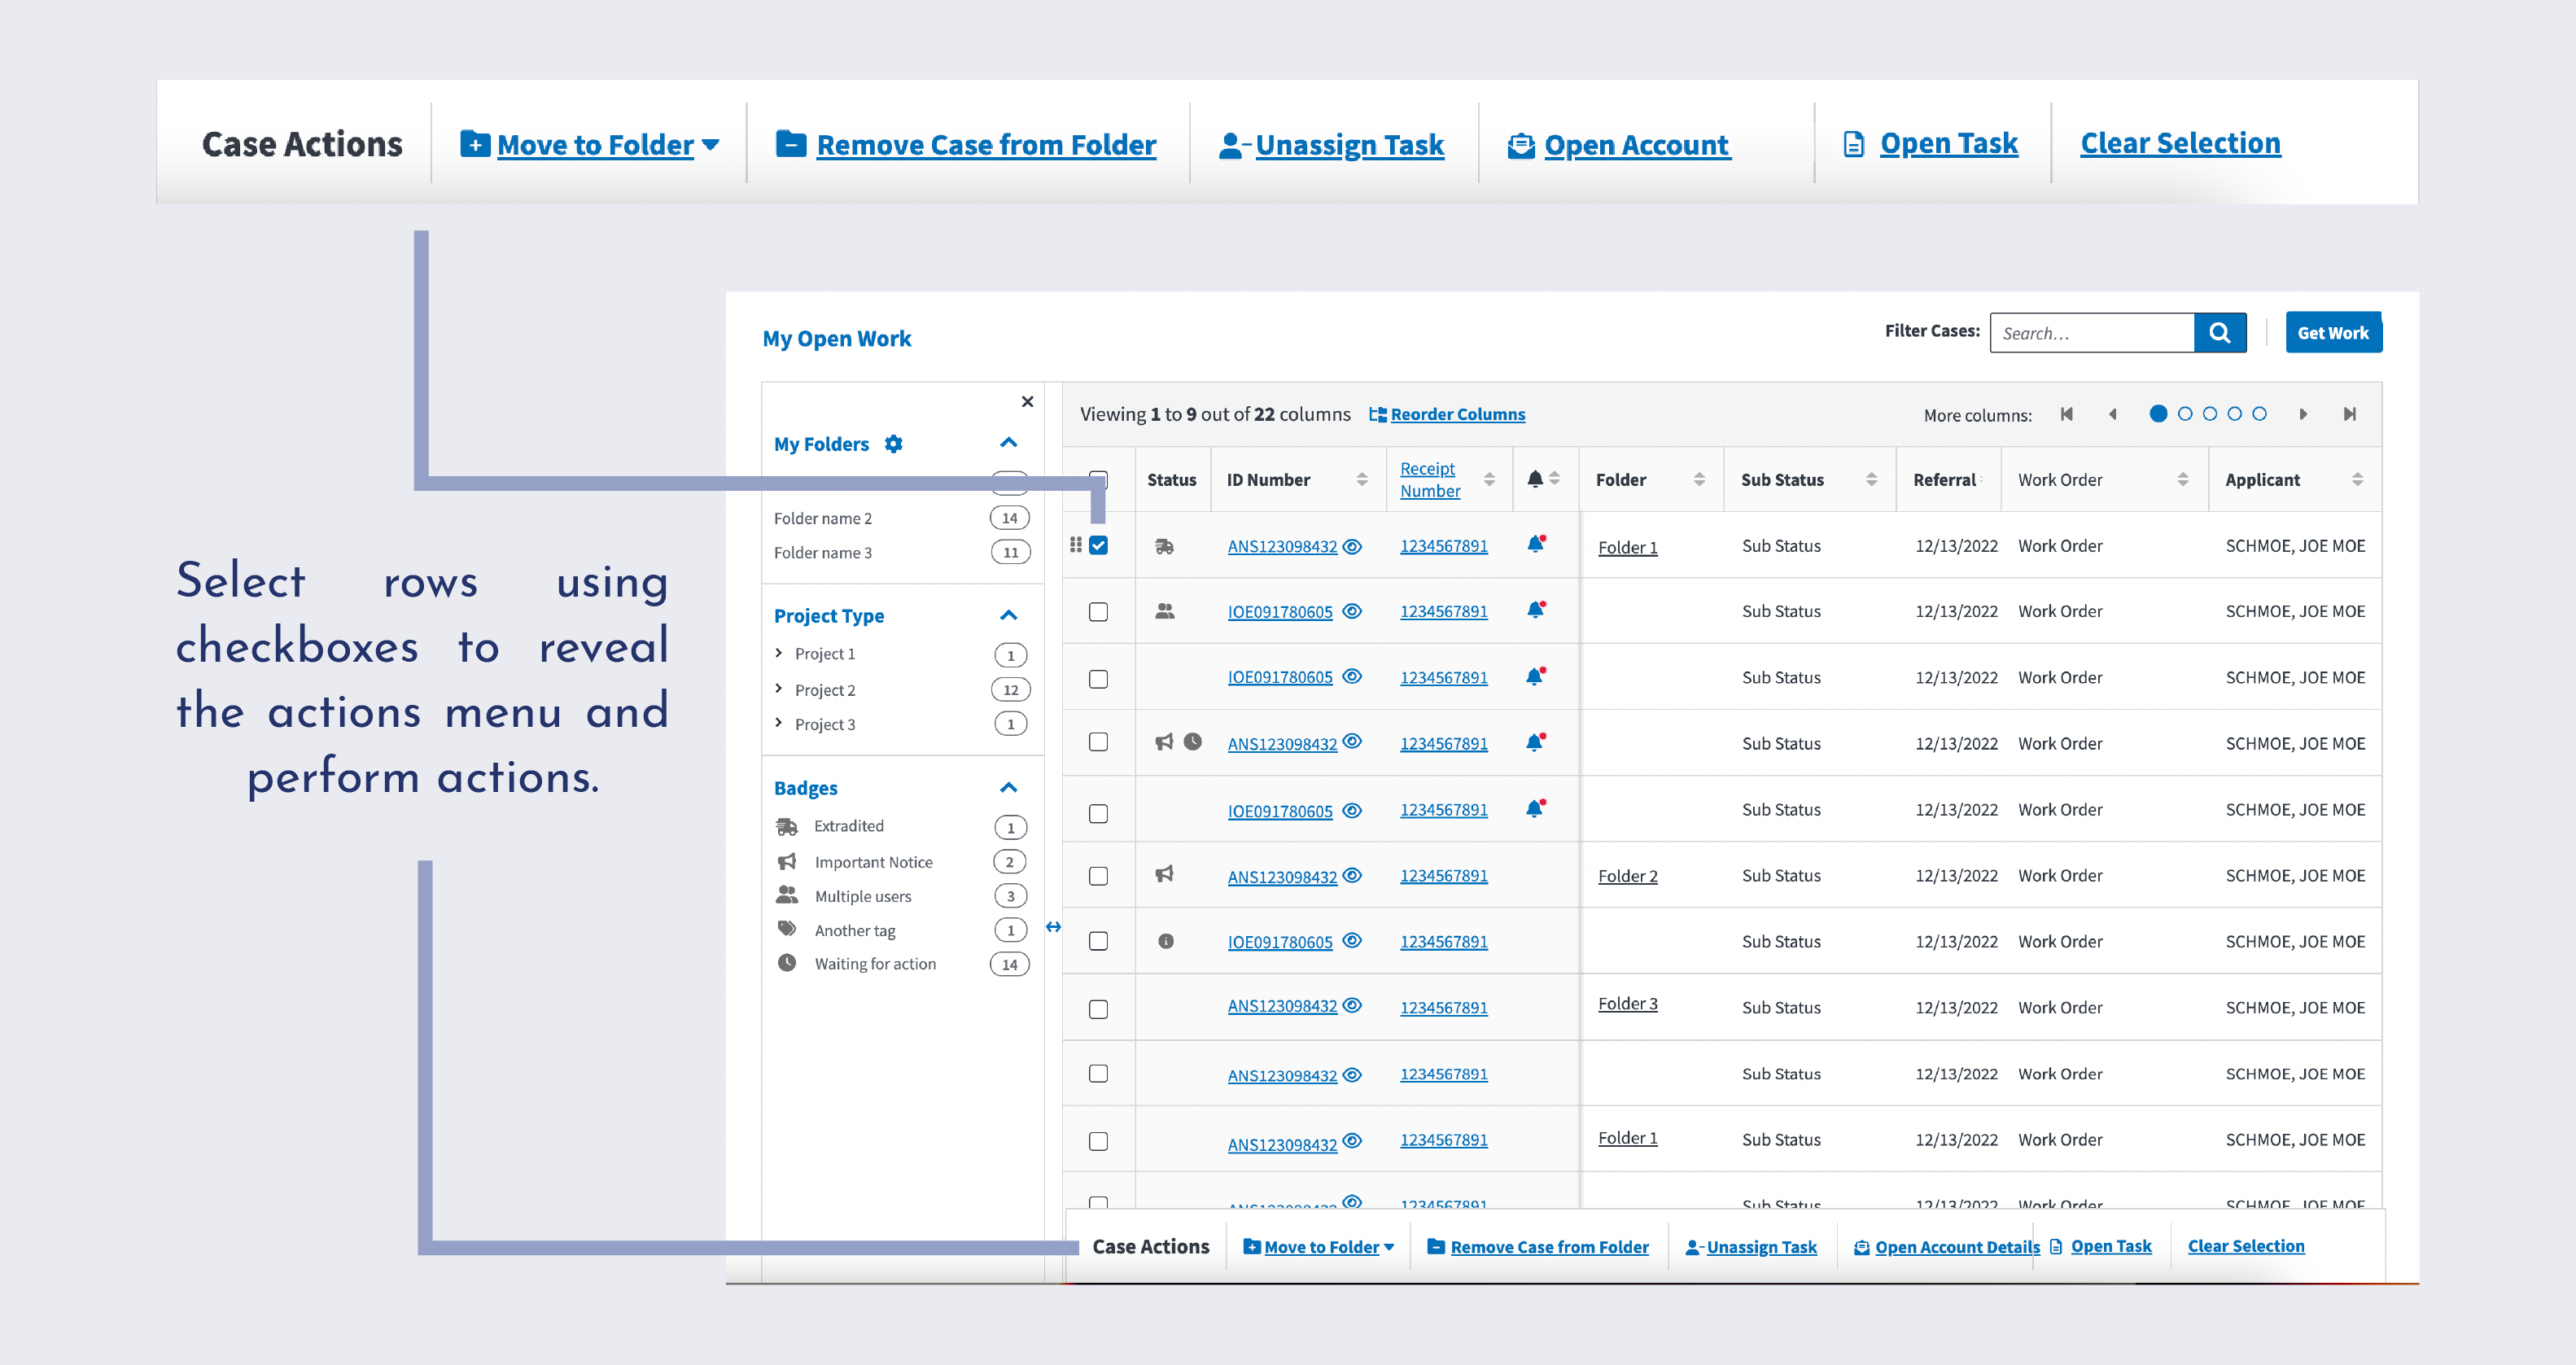 Case Actions Move to Folder Remove Case from Folder Unassign Task Open Account Open Task Clear Selection
My Open Work Filter Cases: Search... Get Work
Viewing 1 to 9 out of 22 columns Reorder Columns More columns:
My Folders
Folder name 2 14
Folder name 3 11
Project Type
Project 1 1
Project 2 12
Project 3 1
Badges
Extradited 1
Important Notice 2
Multiple users 3
Another tag 1
Waiting for action 14
Status ID Number Receipt Number Folder Sub Status Referral Work Order Applicant
ANS123098432 1234567891 Folder 1 Sub Status 12/13/2022 Work Order SCHMOE, JOE MOE
IOE091780605 1234567891 Sub Status 12/13/2022 Work Order SCHMOE, JOE MOE
IOE091780605 1234567891 Sub Status 12/13/2022 Work Order SCHMOE, JOE MOE
ANS123098432 1234567891 Sub Status 12/13/2022 Work Order SCHMOE, JOE MOE
IOE091780605 1234567891 Sub Status 12/13/2022 Work Order SCHMOE, JOE MOE
ANS123098432 1234567891 Folder 2 Sub Status 12/13/2022 Work Order SCHMOE, JOE MOE
IOE091780605 1234567891 Sub Status 12/13/2022 Work Order SCHMOE, JOE MOE
ANS123098432 1234567891 Folder 3 Sub Status 12/13/2022 Work Order SCHMOE, JOE MOE
ANS123098432 1234567891 Sub Status 12/13/2022 Work Order SCHMOE, JOE MOE
ANS123098432 1234567891 Folder 1 Sub Status 12/13/2022 Work Order SCHMOE, JOE MOE
1234567891 Sub Status 12/13/2022 Work Order SCHMOE, JOE MOE
Case Actions Move to Folder Remove Case from Folder Unassign Task Open Account Details Open Task Clear Selection
Select rows using
checkboxes to reveal
the actions menu and
perform actions.